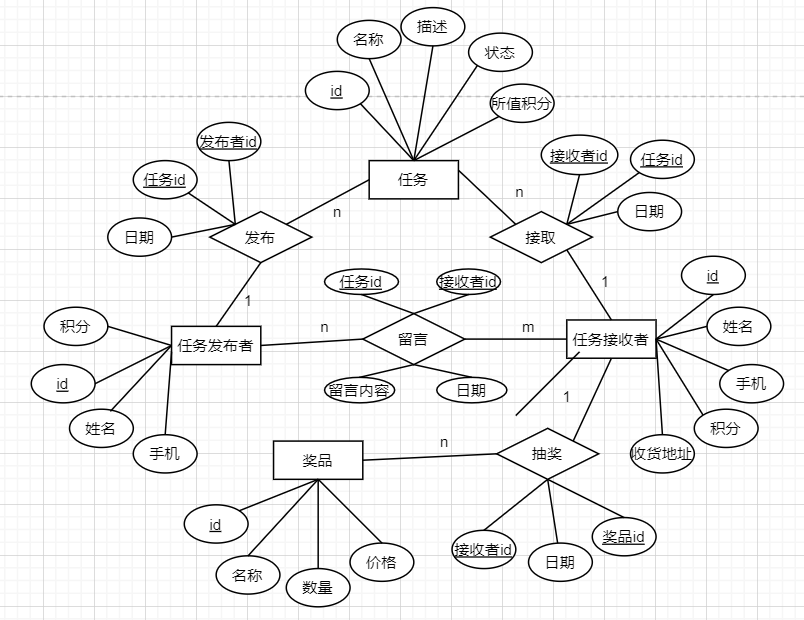 描述
名称
状态
id
所值积分
发布者id
接收者id
任务id
任务id
任务
日期
n
n
日期
发布
接取
任务id
接收者id
id
1
1
积分
n
留言
m
任务接收者
姓名
任务发布者
id
留言内容
日期
手机
1
姓名
积分
n
手机
奖品
抽奖
收货地址
id
奖品id
接收者id
名称
数量
价格
日期